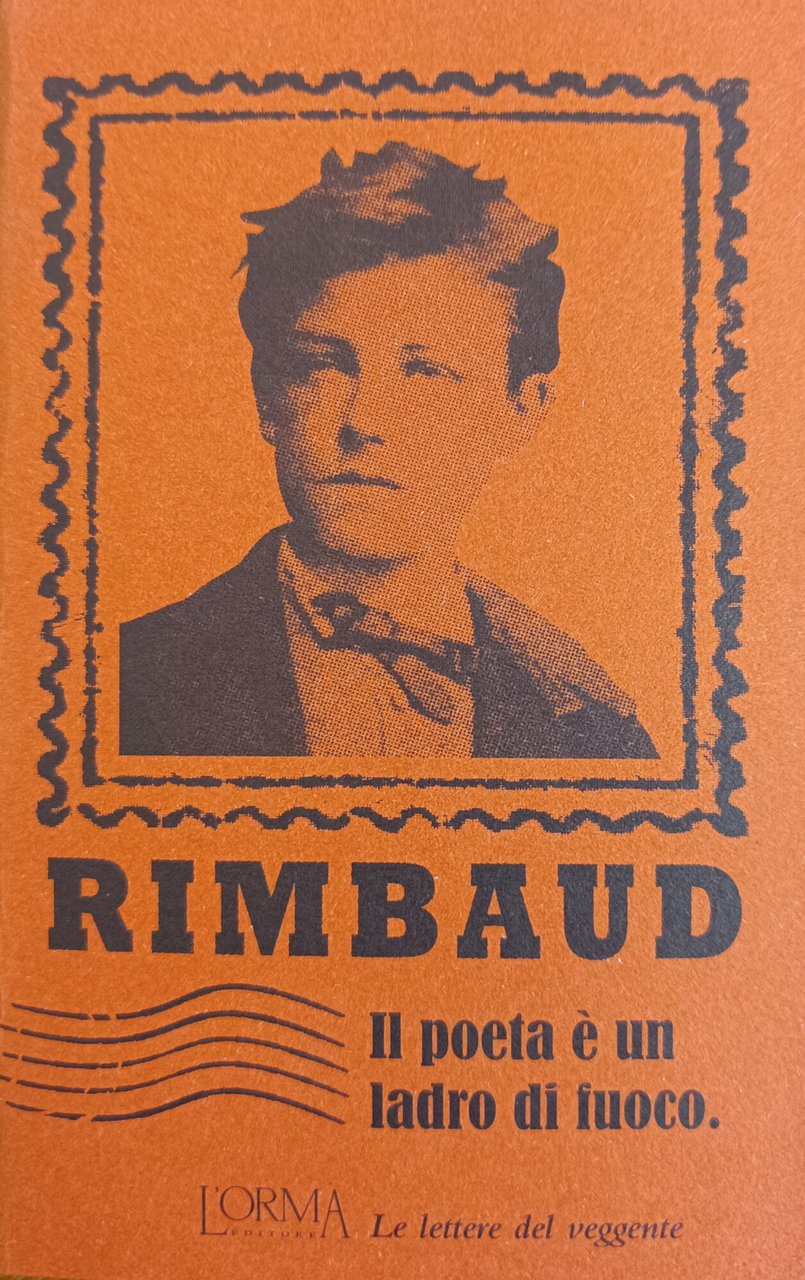 RIMBAUD
Il poeta è un
ladro di fuoco.
L'ORMA
EDITORE
Le lettere del veggente